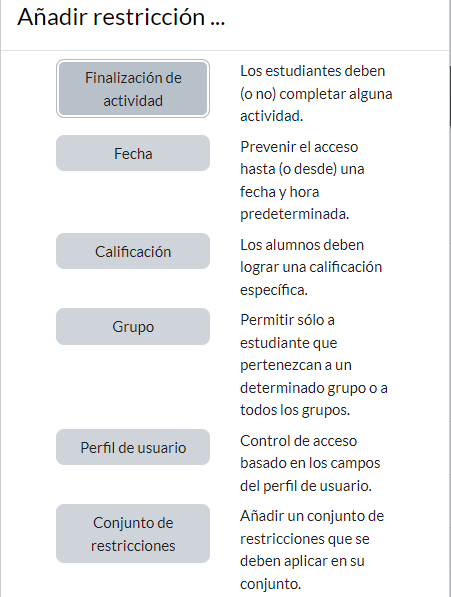 Añadir restricción ...
Finalización de
actividad
Los estudiantes deben
(o no) completar alguna
actividad.
Fecha
Prevenir el acceso
hasta (o desde) una
fecha y hora
predeterminada.
Calificación
Los alumnos deben
lograr una calificación
específica.
Grupo
Permitir sólo a
estudiante que
pertenezcan a un
determinado grupo o a
todos los grupos.
Perfil de usuario
Control de acceso
basado en los campos
del perfil de usuario.
Conjunto de
restricciones
Añadir un conjunto de
restricciones que se
deben aplicar en su
conjunto.